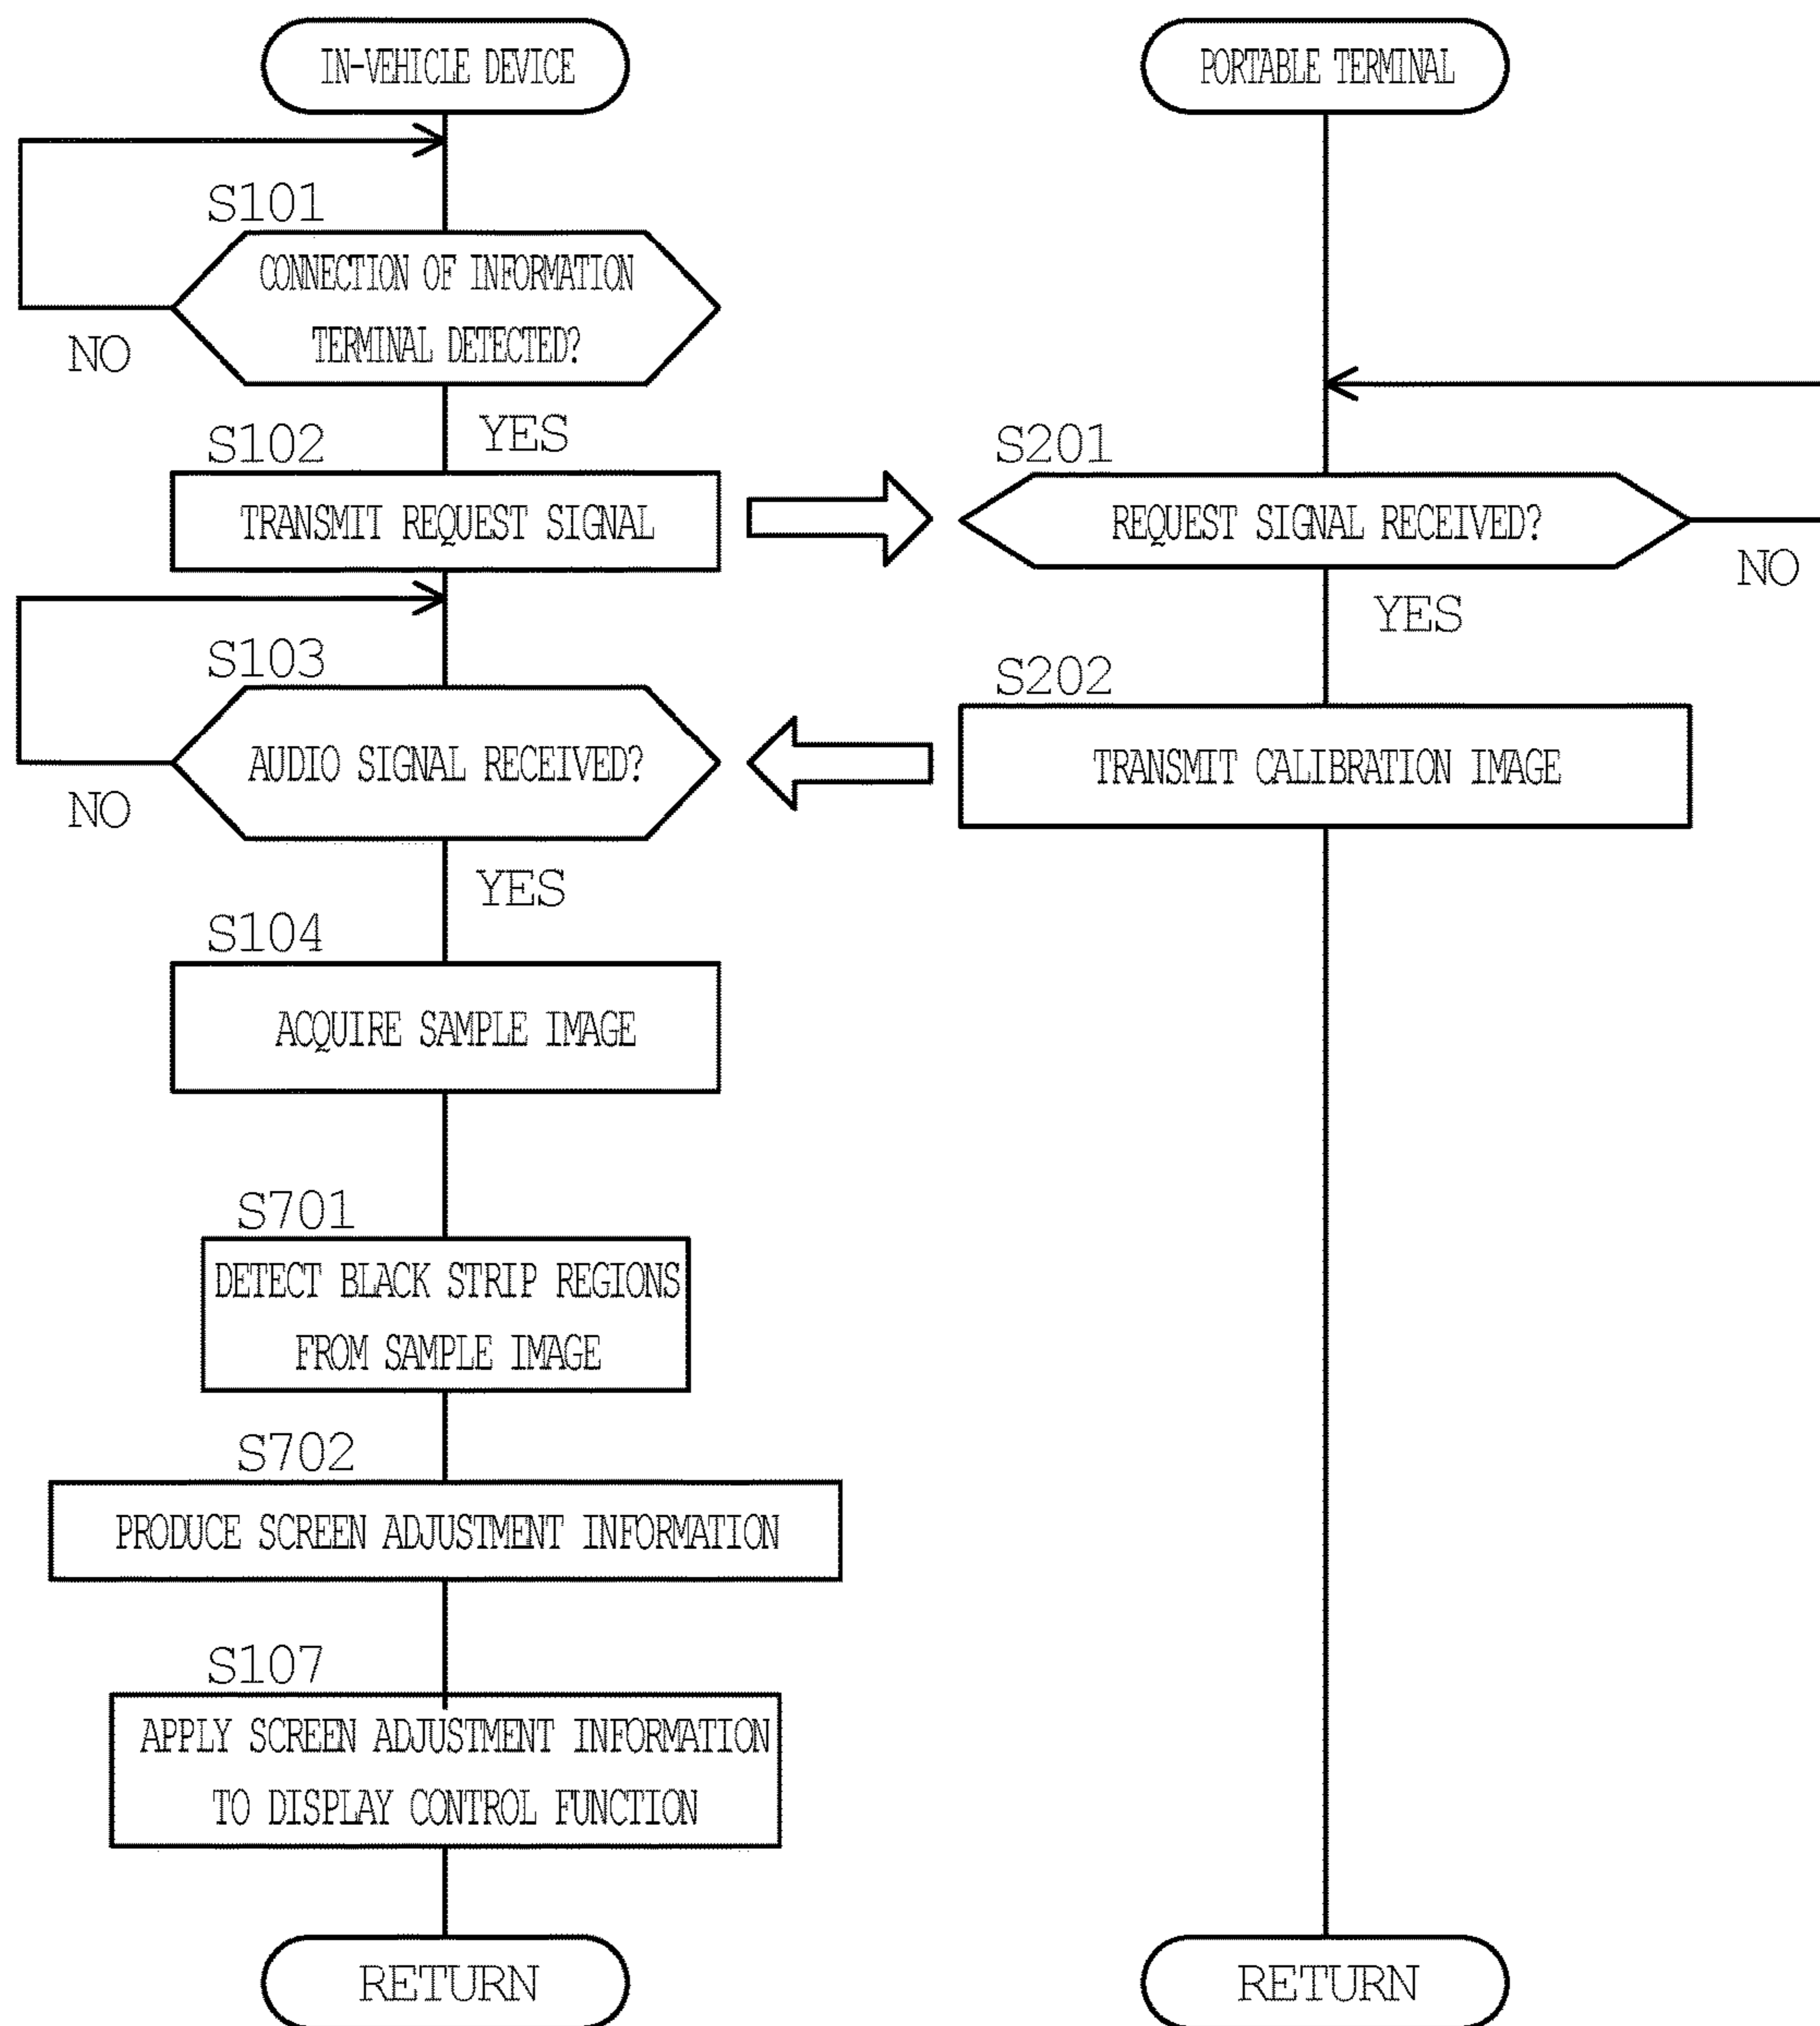 IN-VEHICLE DEVICE
S101
CONNECTION OF INFORMATION
TERMINAL DETECTED?
NO
YES
S102
TRANSMIT REQUEST SIGNAL
S103
AUDIO SIGNAL RECEIVED?
NO
YES
S104
ACQUIRE SAMPLE IMAGE
S701
DETECT BLACK STRIP REGIONS
FROM SAMPLE IMAGE
S702
PRODUCE SCREEN ADJUSTMENT INFORMATION
S107
APPLY SCREEN ADJUSTMENT INFORMATION
TO DISPLAY CONTROL FUNCTION
RETURN
PORTABLE TERMINAL
S201
REQUEST SIGNAL RECEIVED?
NO
YES
S202
TRANSMIT CALIBRATION IMAGE
RETURN